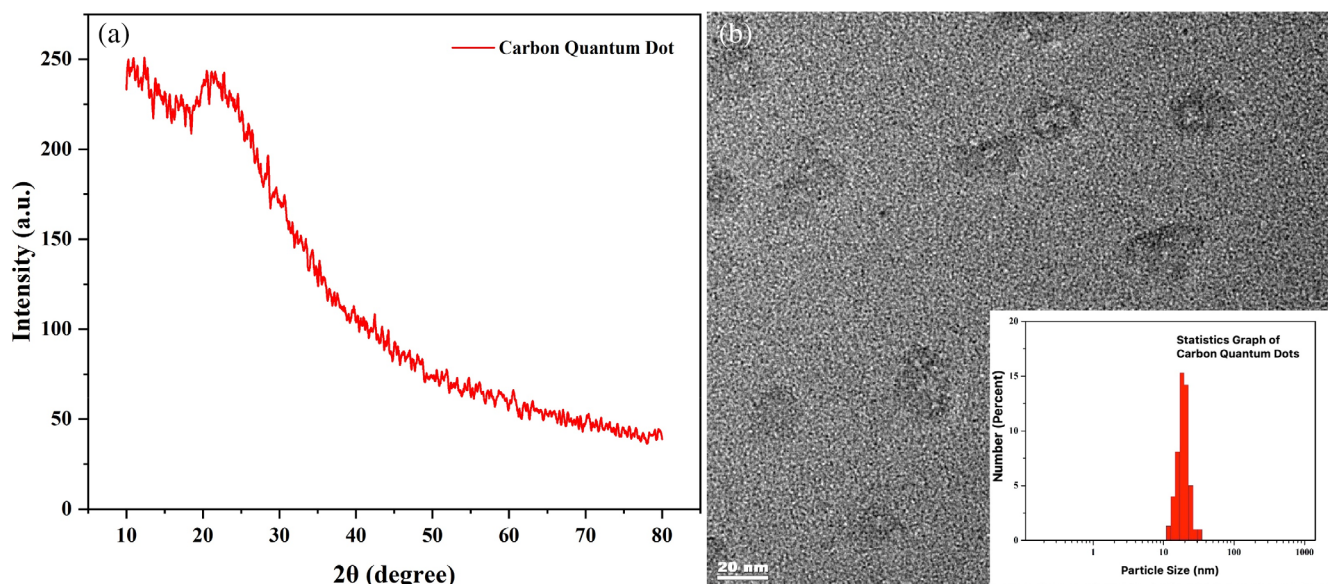 (a)
Carbon Quantum Dot
Intensity (a.u.)
250
200
150
100
50
0
10 20 30 40 50 60 70 80
2θ (degree)
(b)
20 nm
Statistics Graph of
Carbon Quantum Dots
Number (Percent)
20
15
10
5
0
1 10 100 1000
Particle Size (nm)